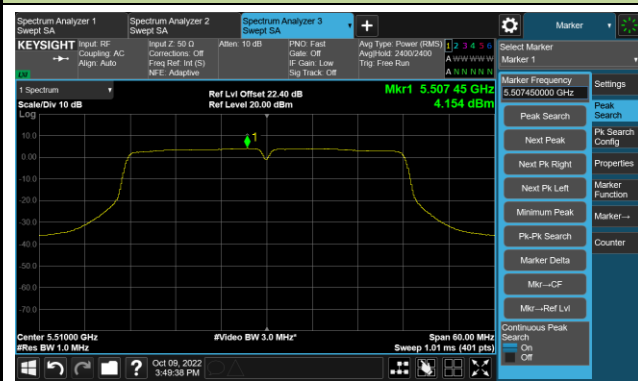 Spectrum Analyzer 1
Swept SA
Spectrum Analyzer 2
Swept SA
Spectrum Analyzer 3
Swept SA
+
Marker
KEYSIGHT
Input: RF
Coupling: AC
Align: Auto
Input Z: 50 Ω
Corrections: Off
Freq Ref: Int (S)
NFE: Adaptive
Atten: 10 dB
PNO: Fast
Gate: Off
IF Gain: Low
Sig Track: Off
Avg Type: Power (RMS)
Avg|Hold: 2400/2400
Trig: Free Run
1 2 3 4 5 6
A W W W W W
A N N N N N
LXI
Select Marker
Marker 1
1 Spectrum
Scale/Div 10 dB
Log
Ref Lvl Offset 22.40 dB
Ref Level 20.00 dBm
Mkr1 5.507 45 GHz
4.154 dBm
1
10.0
0.00
-10.0
-20.0
-30.0
-40.0
-50.0
-60.0
-70.0
Center 5.51000 GHz
#Res BW 1.0 MHz
#Video BW 3.0 MHz*
Span 60.00 MHz
Sweep 1.01 ms (401 pts)
Marker Frequency
5.507450000 GHz
Peak Search
Next Peak
Next Pk Right
Next Pk Left
Minimum Peak
Pk-Pk Search
Marker Delta
Mkr→CF
Mkr→Ref Lvl
Continuous Peak
Search
On
Off
Settings
Peak
Search
Pk Search
Config
Properties
Marker
Function
Marker→
Counter
?
Oct 09, 2022
3:49:38 PM